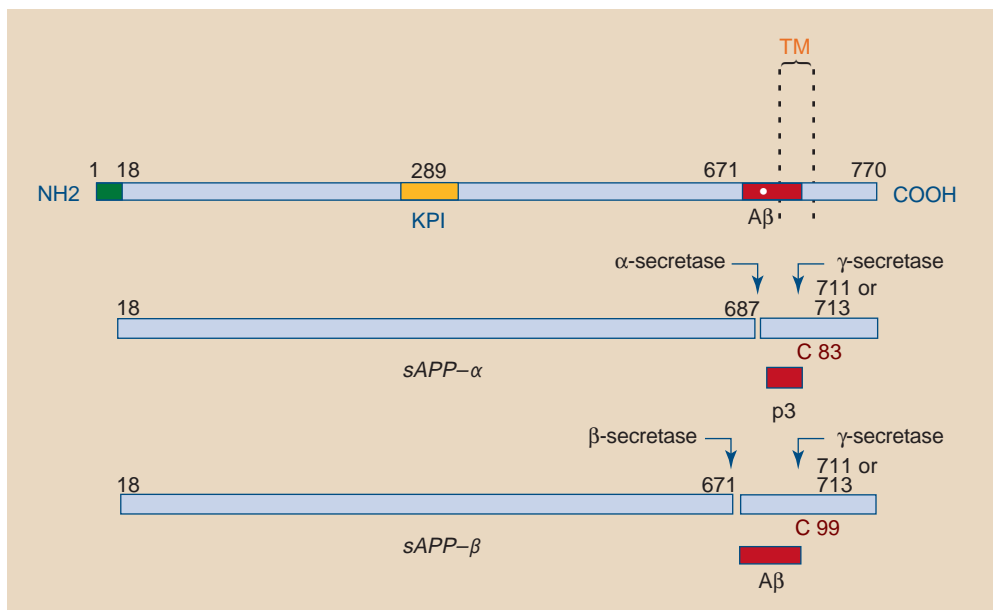 TM
1 18 289 671 770
NH2 COOH
KPI Aβ
α-secretase γ-secretase
711 or
18 687 713
C 83
sAPP–α
p3
β-secretase γ-secretase
711 or
18 671 713
C 99
sAPP–β
Aβ